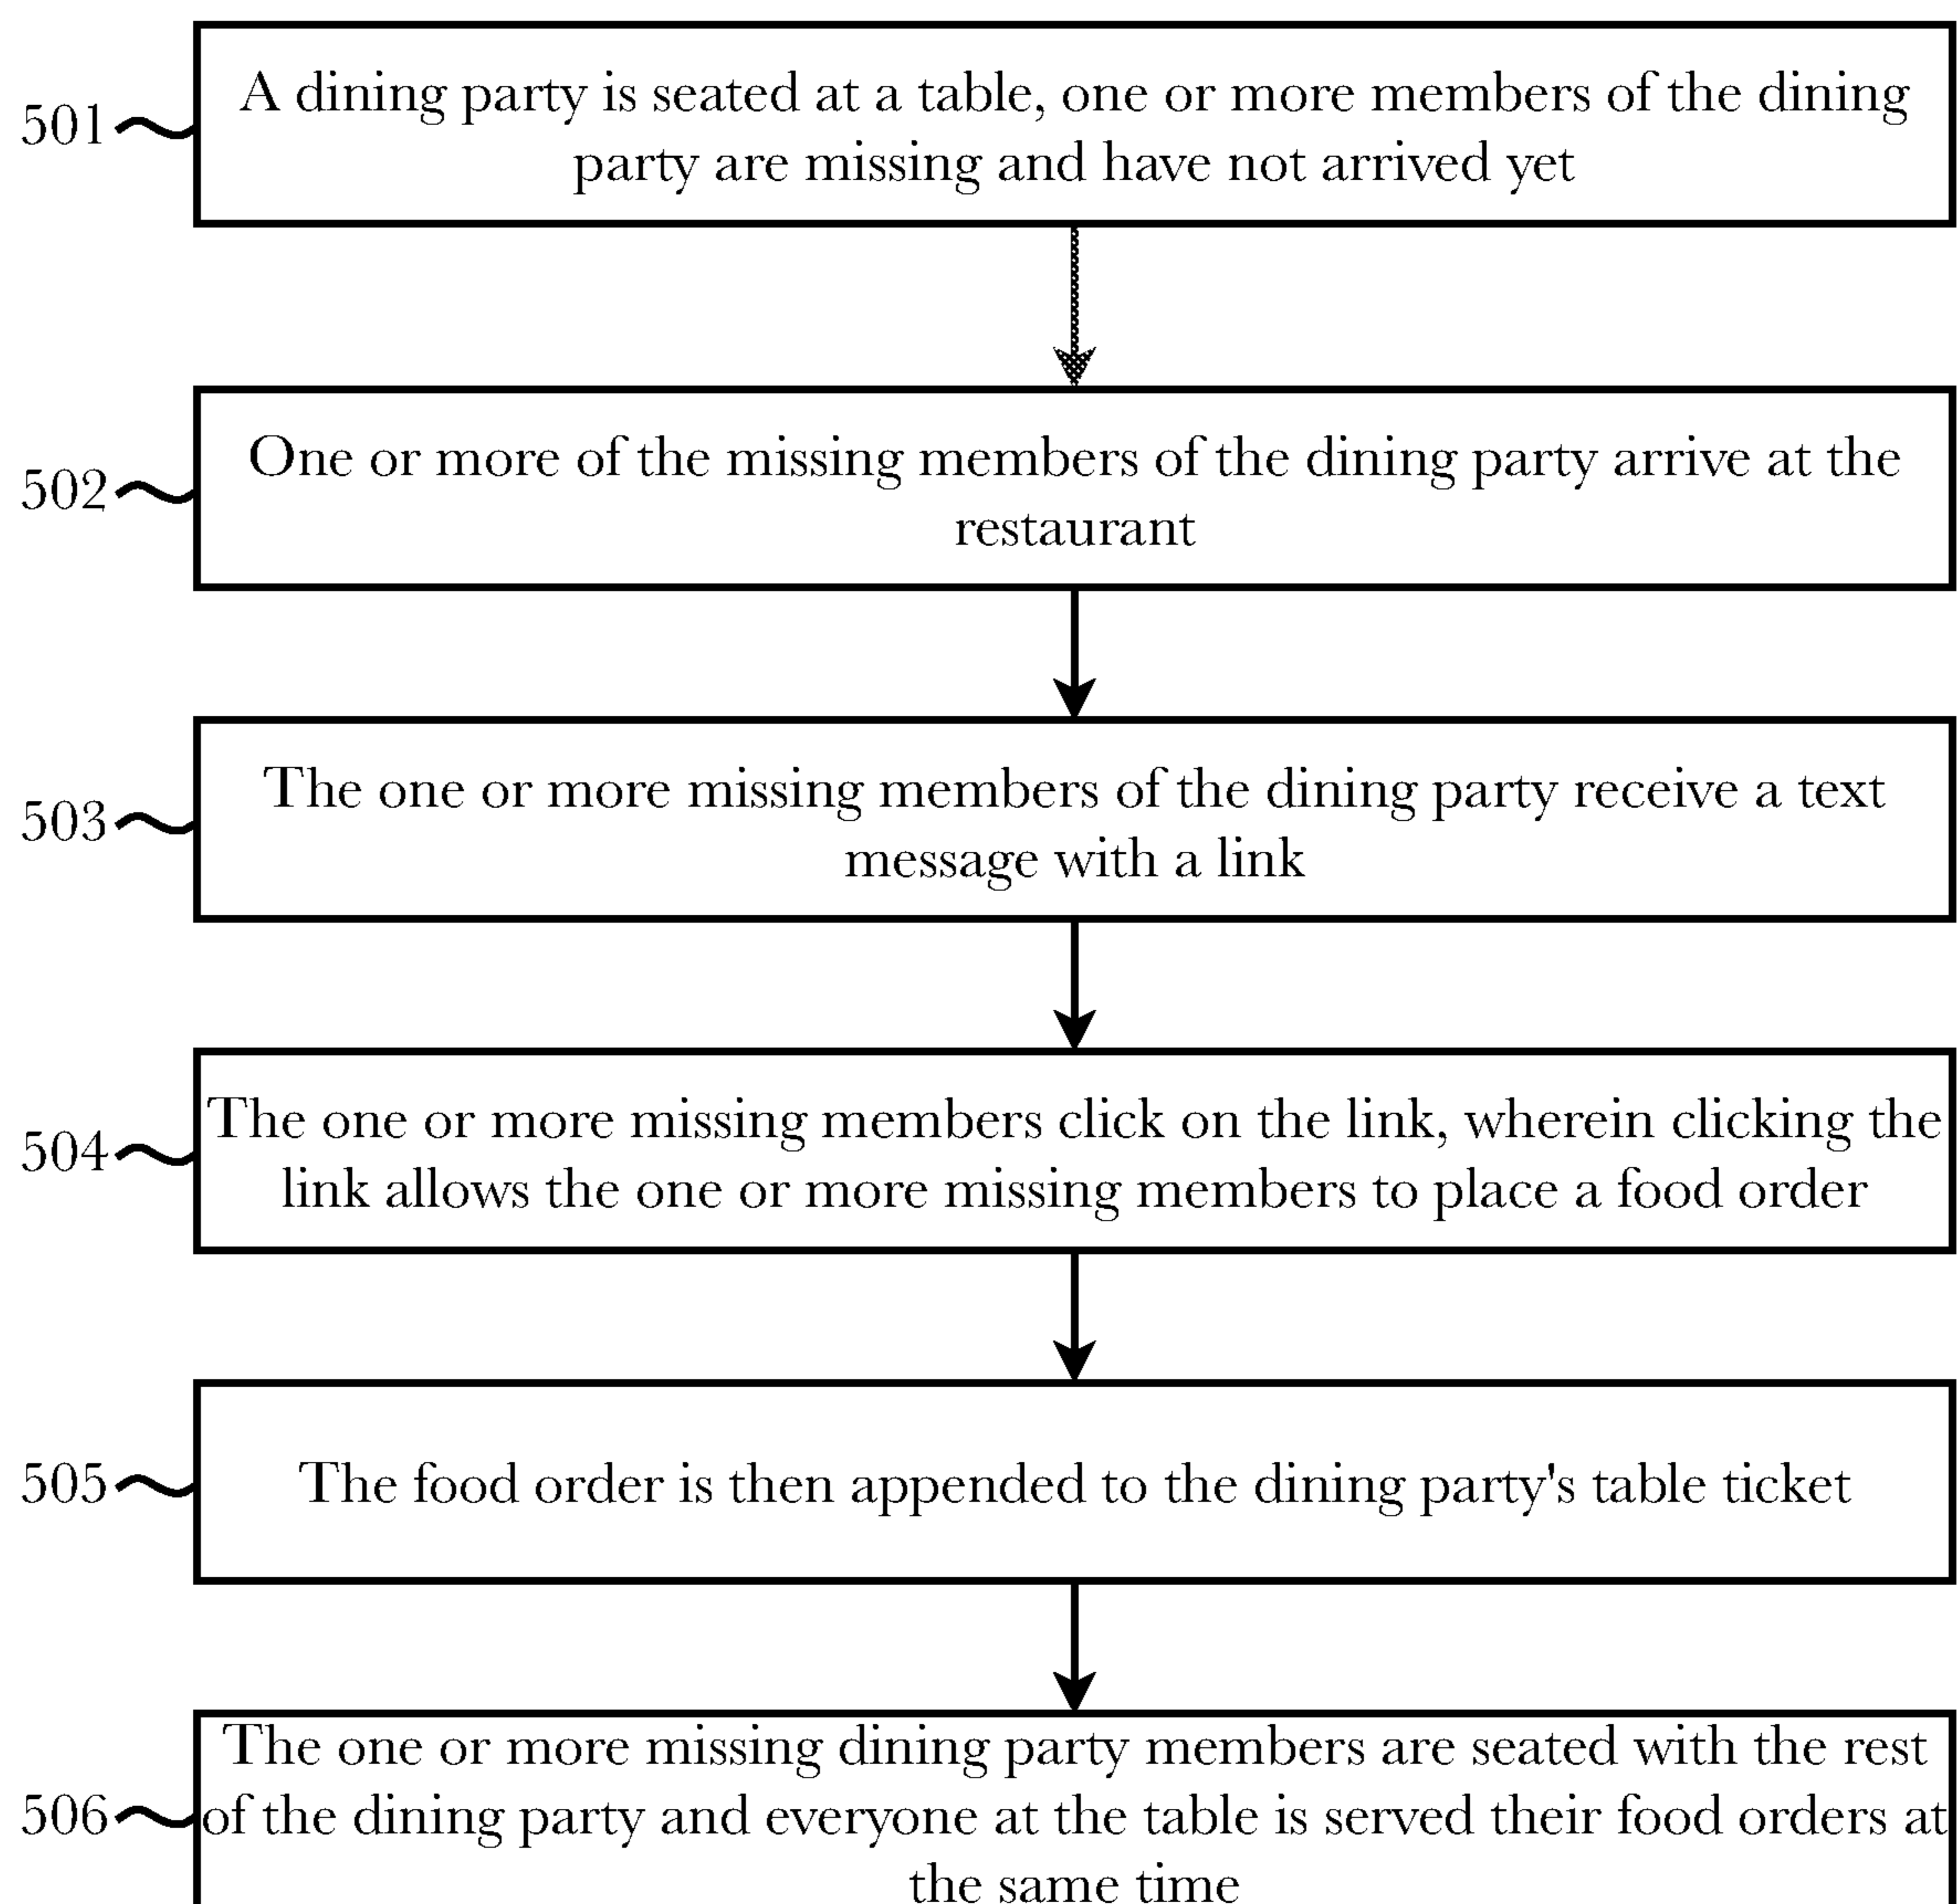 501
A dining party is seated at a table, one or more members of the dining
party are missing and have not arrived yet
502
One or more of the missing members of the dining party arrive at the
restaurant
503
The one or more missing members of the dining party receive a text
message with a link
504
The one or more missing members click on the link, wherein clicking the
link allows the one or more missing members to place a food order
505
The food order is then appended to the dining party's table ticket
506
The one or more missing dining party members are seated with the rest
of the dining party and everyone at the table is served their food orders at
the same time